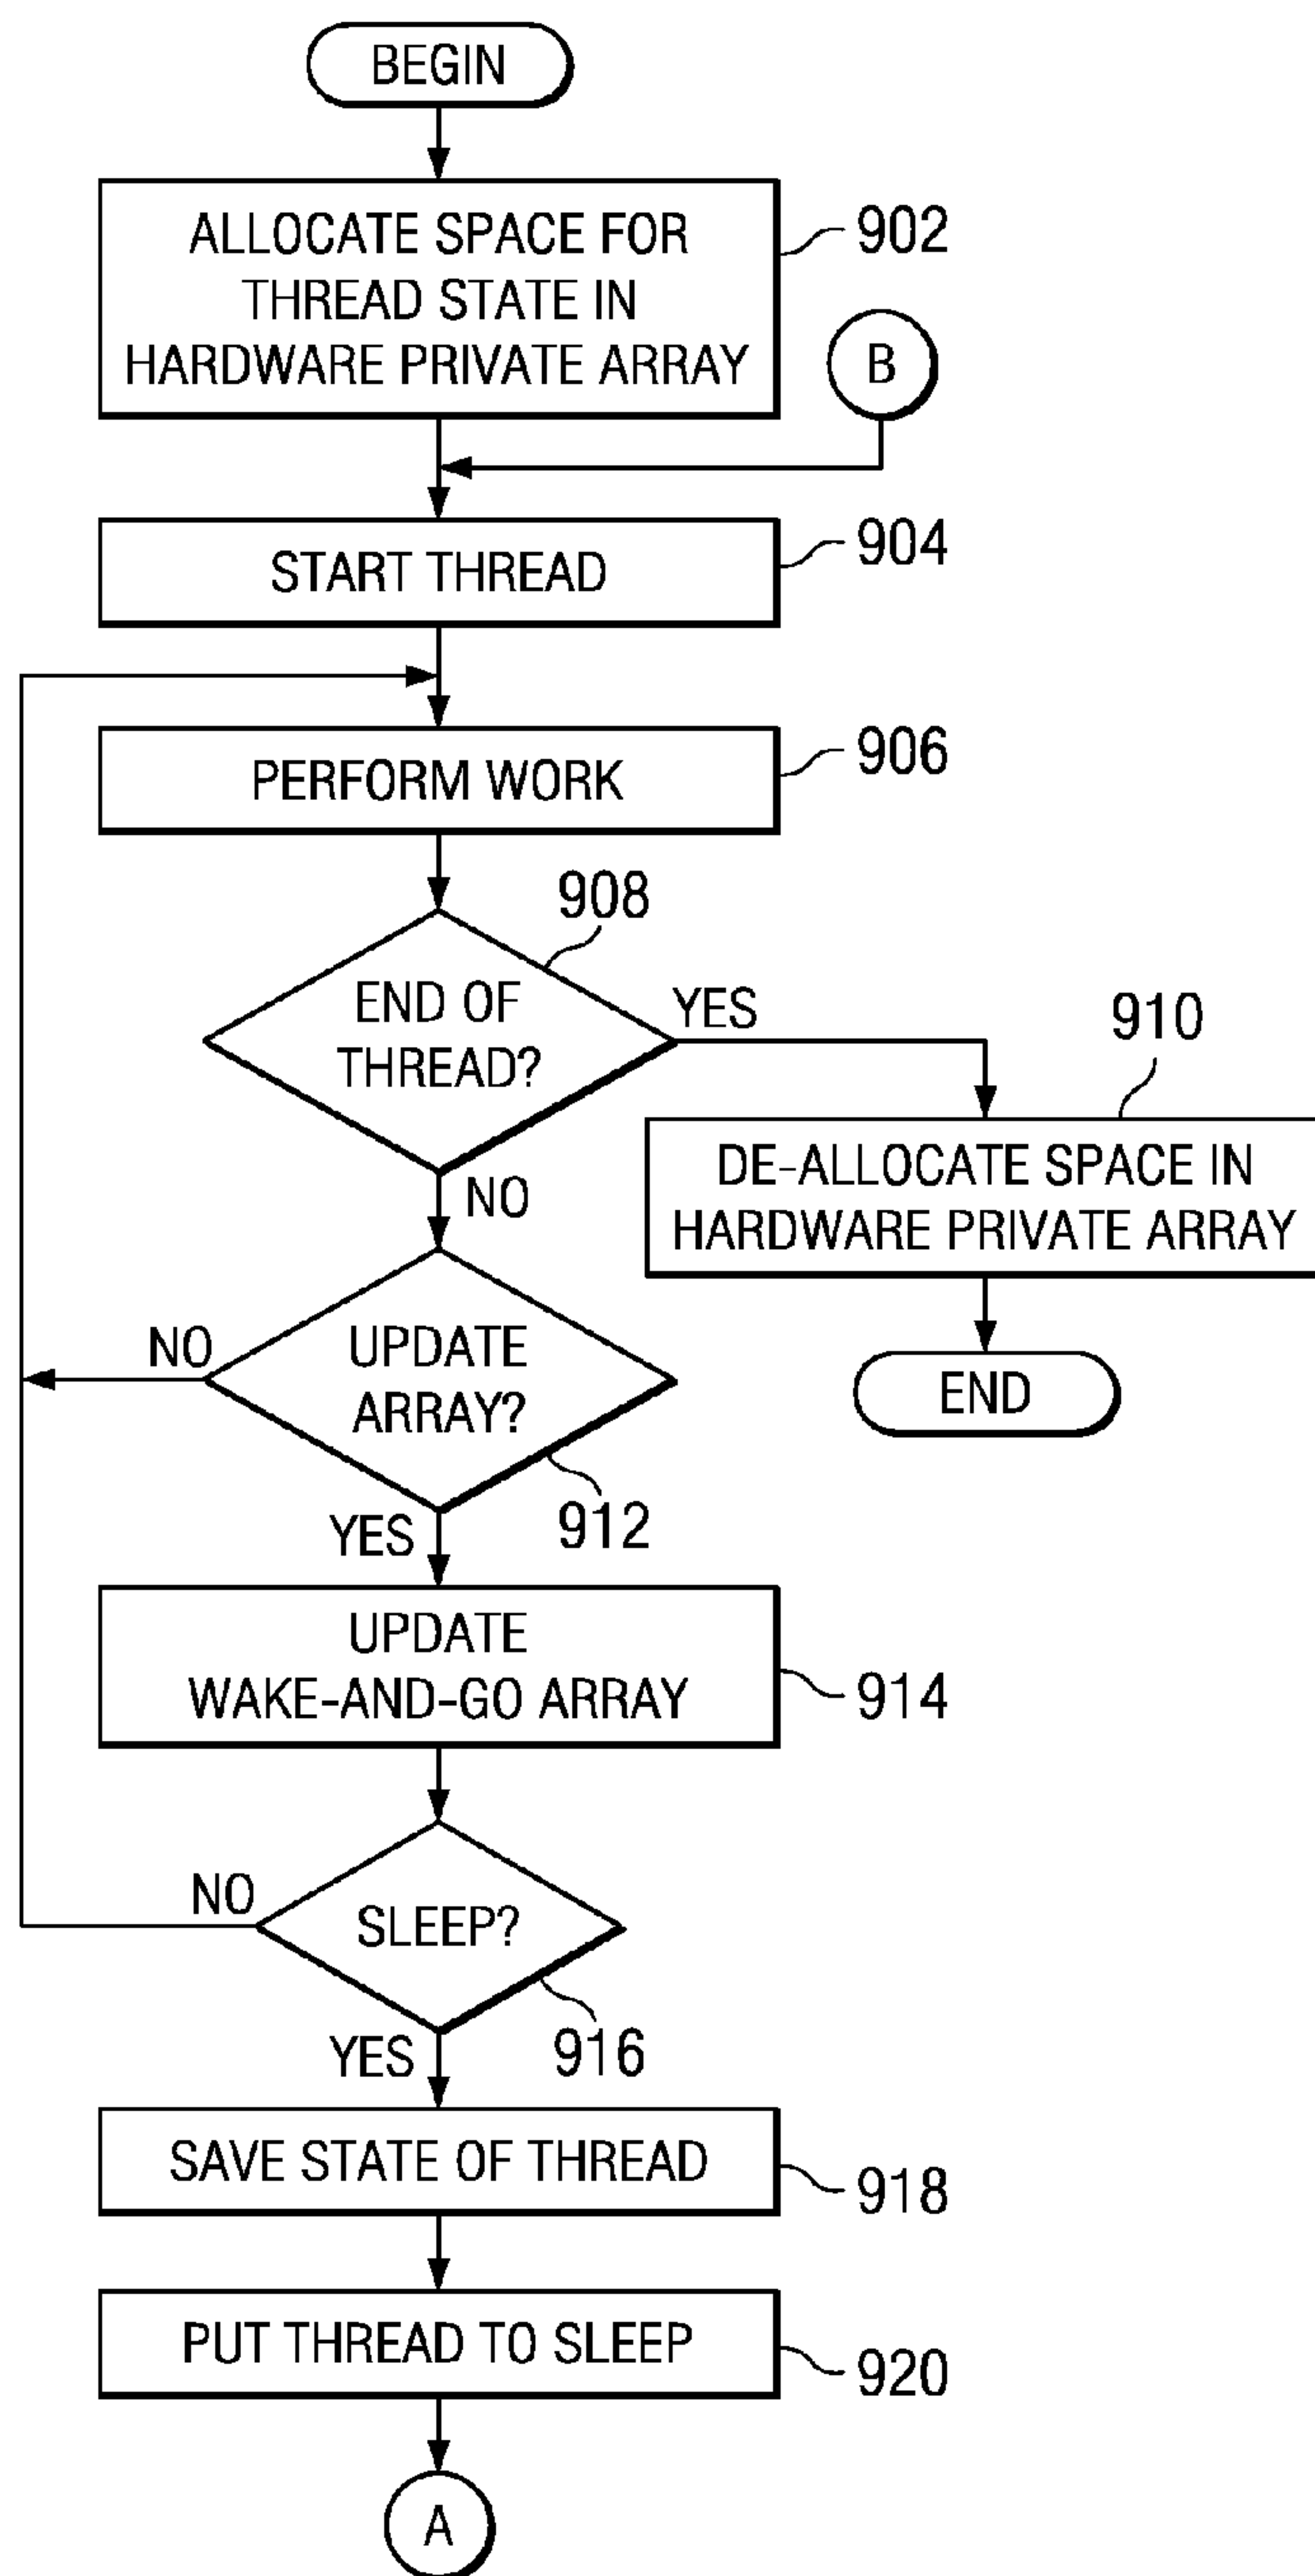 BEGIN
ALLOCATE SPACE FOR
THREAD STATE IN
HARDWARE PRIVATE ARRAY
902
B
START THREAD
904
PERFORM WORK
906
908
END OF
THREAD?
YES
NO
910
DE-ALLOCATE SPACE IN
HARDWARE PRIVATE ARRAY
END
NO
UPDATE
ARRAY?
912
YES
UPDATE
WAKE-AND-GO ARRAY
914
NO
SLEEP?
916
YES
SAVE STATE OF THREAD
918
PUT THREAD TO SLEEP
920
A